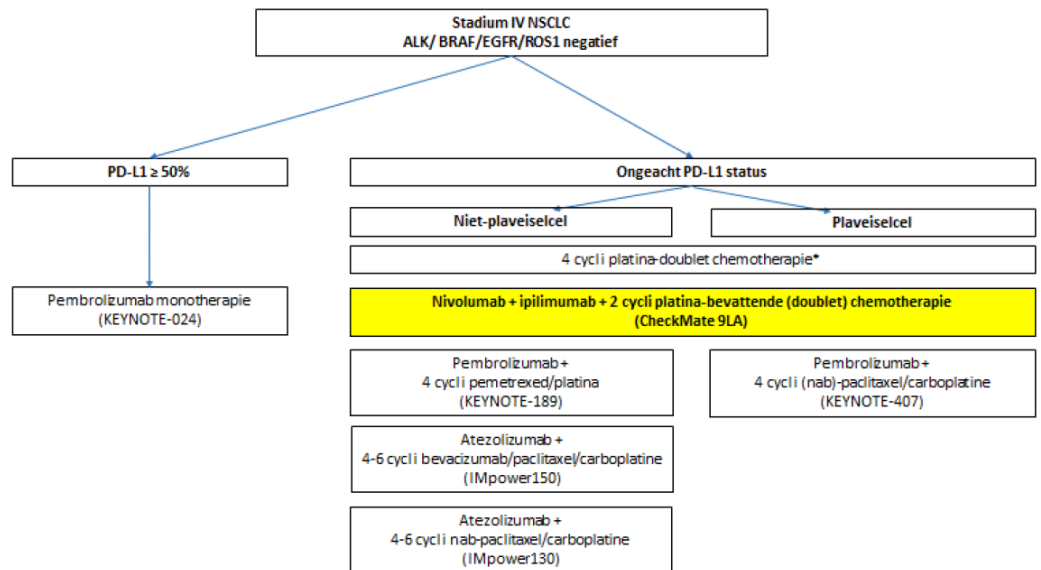 Stadium IV NSCLC
ALK/ BRAF/EGFR/ROS1 negatief
PD-L1 ≥ 50%
Ongeacht PD-L1 status
Niet-plaveiselcel
Plaveiselcel
4 cycli platina-doublet chemotherapie*
Pembrolizumab monotherapie
(KEYNOTE-024)
Nivolumab + ipilimumab + 2 cycli platina-bevattende (doublet) chemotherapie
(CheckMate 9LA)
Pembrolizumab +
4 cycli pemetrexed/platina
(KEYNOTE-189)
Pembrolizumab +
4 cycli (nab)-paclitaxel/carboplatine
(KEYNOTE-407)
Atezolizumab +
4-6 cycli bevacizumab/paclitaxel/carboplatine
(IMpower150)
Atezolizumab +
4-6 cycli nab-paclitaxel/carboplatine
(IMpower130)